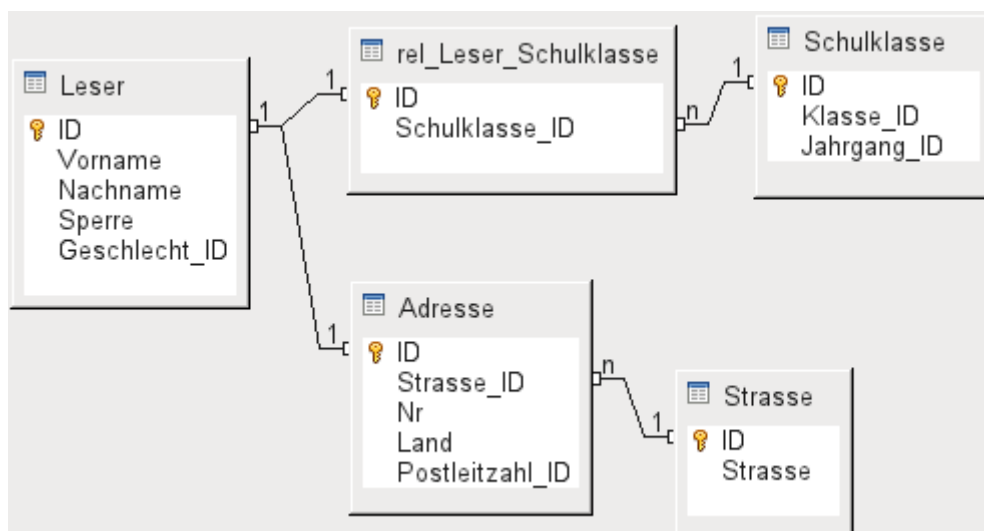 Leser
ID
Vorname
Nachname
Sperre
Geschlecht_ID
1
1
rel_Leser_Schulklasse
ID
Schulklasse_ID
n
1
Schulklasse
ID
Klasse_ID
Jahrgang_ID
1
Adresse
ID
Strasse_ID
Nr
Land
Postleitzahl_ID
n
1
Strasse
ID
Strasse